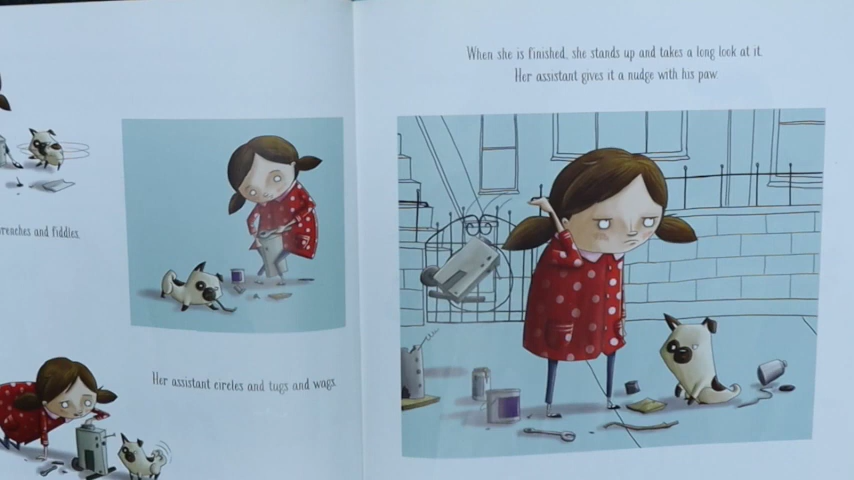 and fiddles.
Her assistant circles and tugs and wags.
When she is finished, she stands up and takes a long look at it.
Her assistant gives it a nudge with his paw.